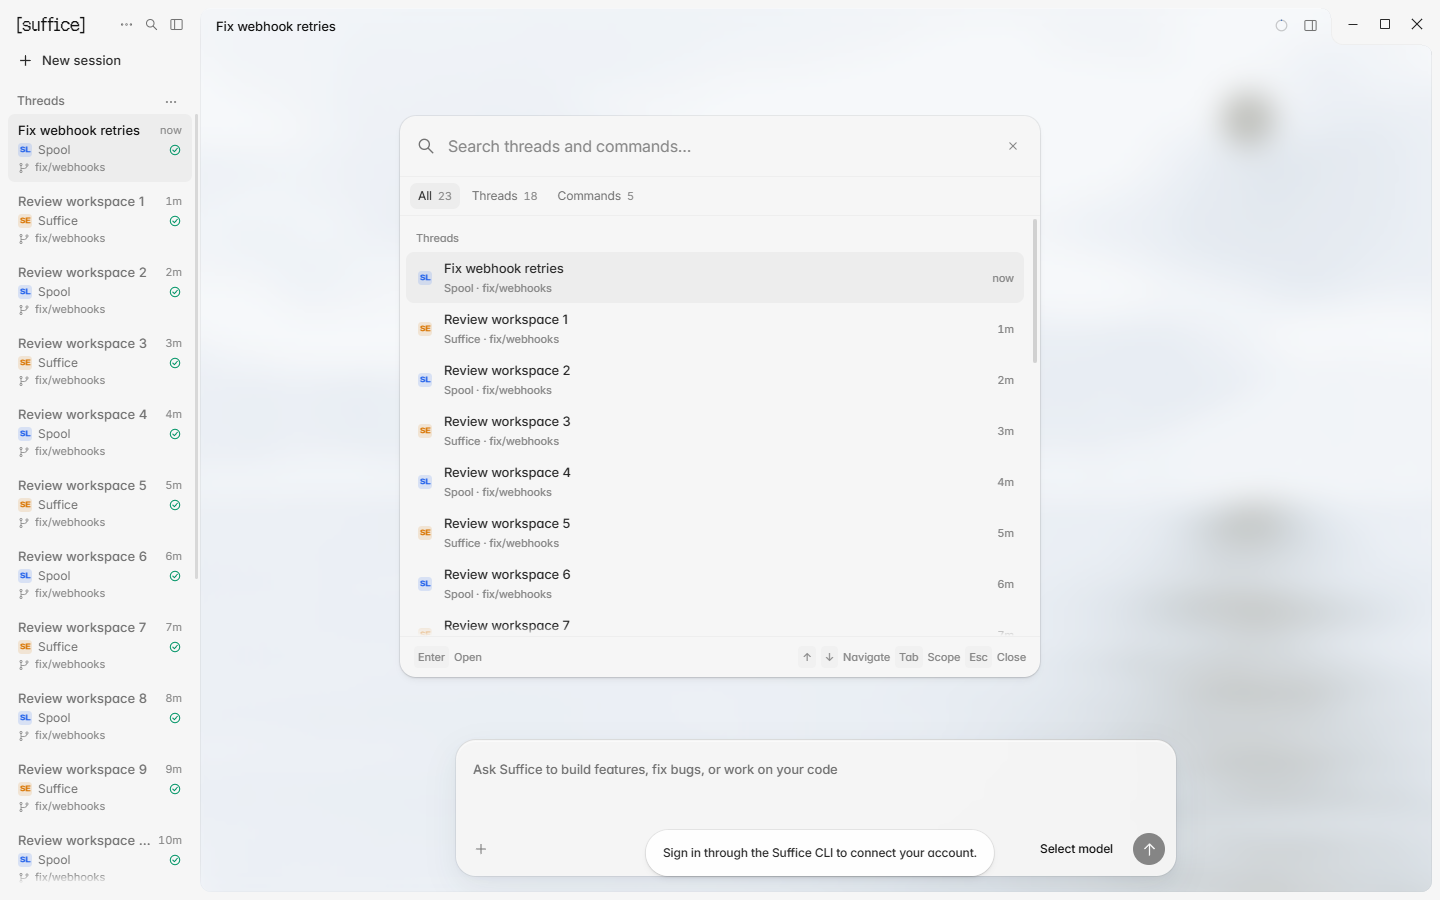 [suffice]
New session
Threads
Fix webhook retries now
SL Spool
fix/webhooks
Review workspace 1 1m
SE Suffice
fix/webhooks
Review workspace 2 2m
SL Spool
fix/webhooks
Review workspace 3 3m
SE Suffice
fix/webhooks
Review workspace 4 4m
SL Spool
fix/webhooks
Review workspace 5 5m
SE Suffice
fix/webhooks
Review workspace 6 6m
SL Spool
fix/webhooks
Review workspace 7 7m
SE Suffice
fix/webhooks
Review workspace 8 8m
SL Spool
fix/webhooks
Review workspace 9 9m
SE Suffice
fix/webhooks
Review workspace ... 10m
SL Spool
fix/webhooks
Fix webhook retries
Search threads and commands...
All 23 Threads 18 Commands 5
Threads
SL Fix webhook retries now
Spool · fix/webhooks
SE Review workspace 1 1m
Suffice · fix/webhooks
SL Review workspace 2 2m
Spool · fix/webhooks
SE Review workspace 3 3m
Suffice · fix/webhooks
SL Review workspace 4 4m
Spool · fix/webhooks
SE Review workspace 5 5m
Suffice · fix/webhooks
SL Review workspace 6 6m
Spool · fix/webhooks
Review workspace 7 7m
Enter Open ↑ ↓ Navigate Tab Scope Esc Close
Ask Suffice to build features, fix bugs, or work on your code
Sign in through the Suffice CLI to connect your account.
Select model